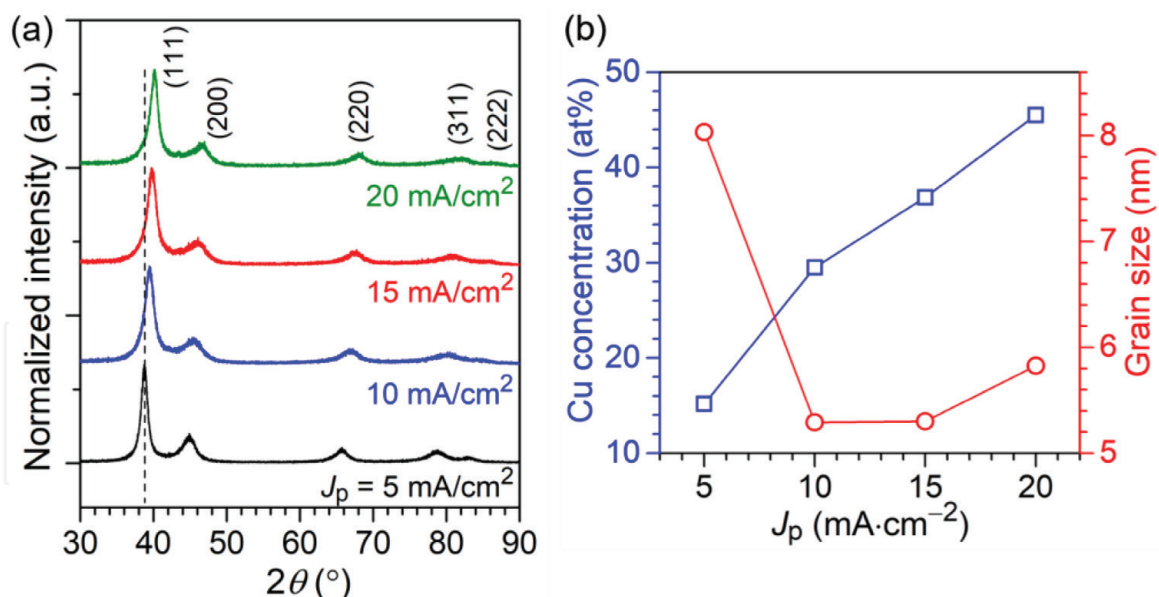 (a)
Normalized intensity (a.u.)
(111)
(200)
(220)
(311)
(222)
20 mA/cm²
15 mA/cm²
10 mA/cm²
Jₚ = 5 mA/cm²
30 40 50 60 70 80 90
2θ (°)
(b)
Cu concentration (at%)
50
40
30
20
10
Grain size (nm)
8
7
6
5
5 10 15 20
Jₚ (mA·cm⁻²)